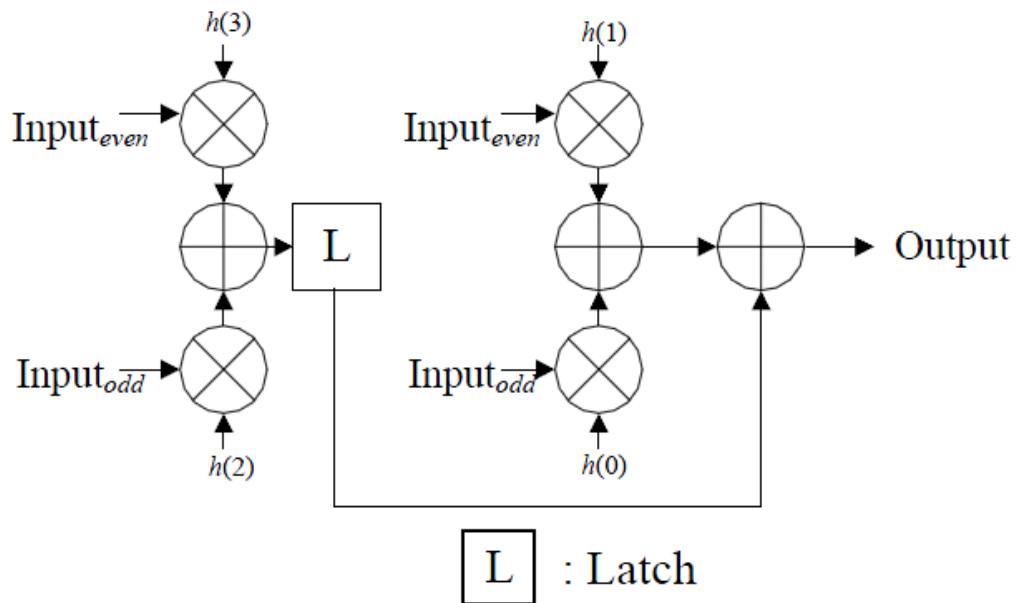 h(3)
h(1)
Input_even
Input_even
L
Output
Input_odd
Input_odd
h(2)
h(0)
L : Latch